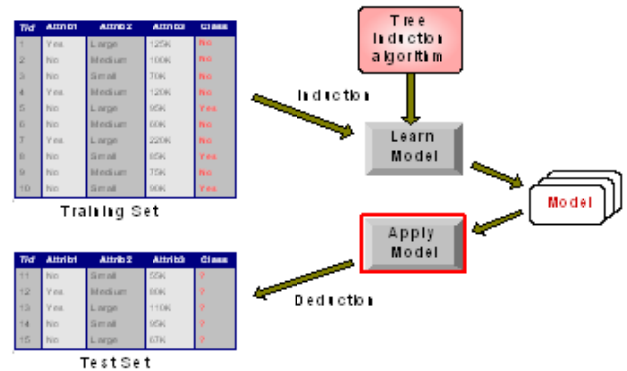 Tid Attrib1 Attrib2 Attrib3 Class
1 Yes Large 125K No
2 No Medium 100K No
3 No Small 70K No
4 Yes Medium 120K No
5 No Large 95K Yes
6 No Medium 60K No
7 Yes Large 220K No
8 No Small 85K Yes
9 No Medium 75K No
10 No Small 90K Yes
Training Set
Tree
Induction
algorithm
Induction
Learn
Model
Model
Apply
Model
Deduction
Tid Attrib1 Attrib2 Attrib3 Class
11 No Small 55K ?
12 Yes Medium 80K ?
13 Yes Large 110K ?
14 No Small 95K ?
15 No Large 67K ?
Test Set